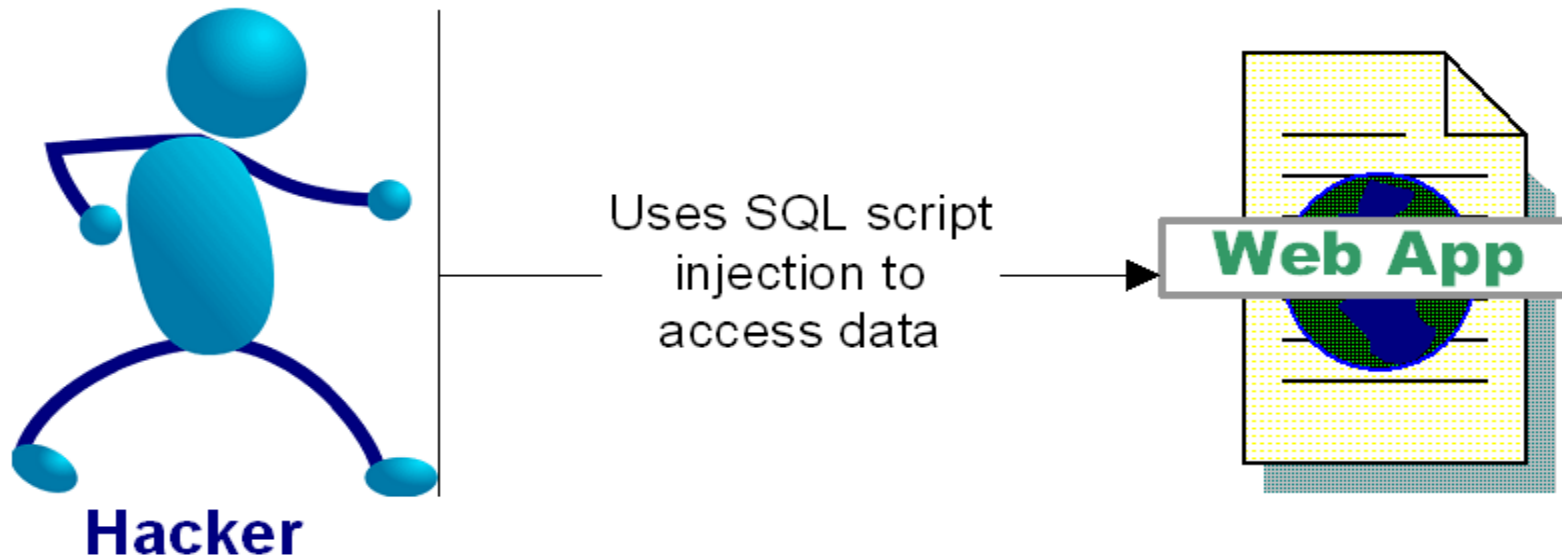 Uses SQL script
injection to
access data
Web App
Hacker